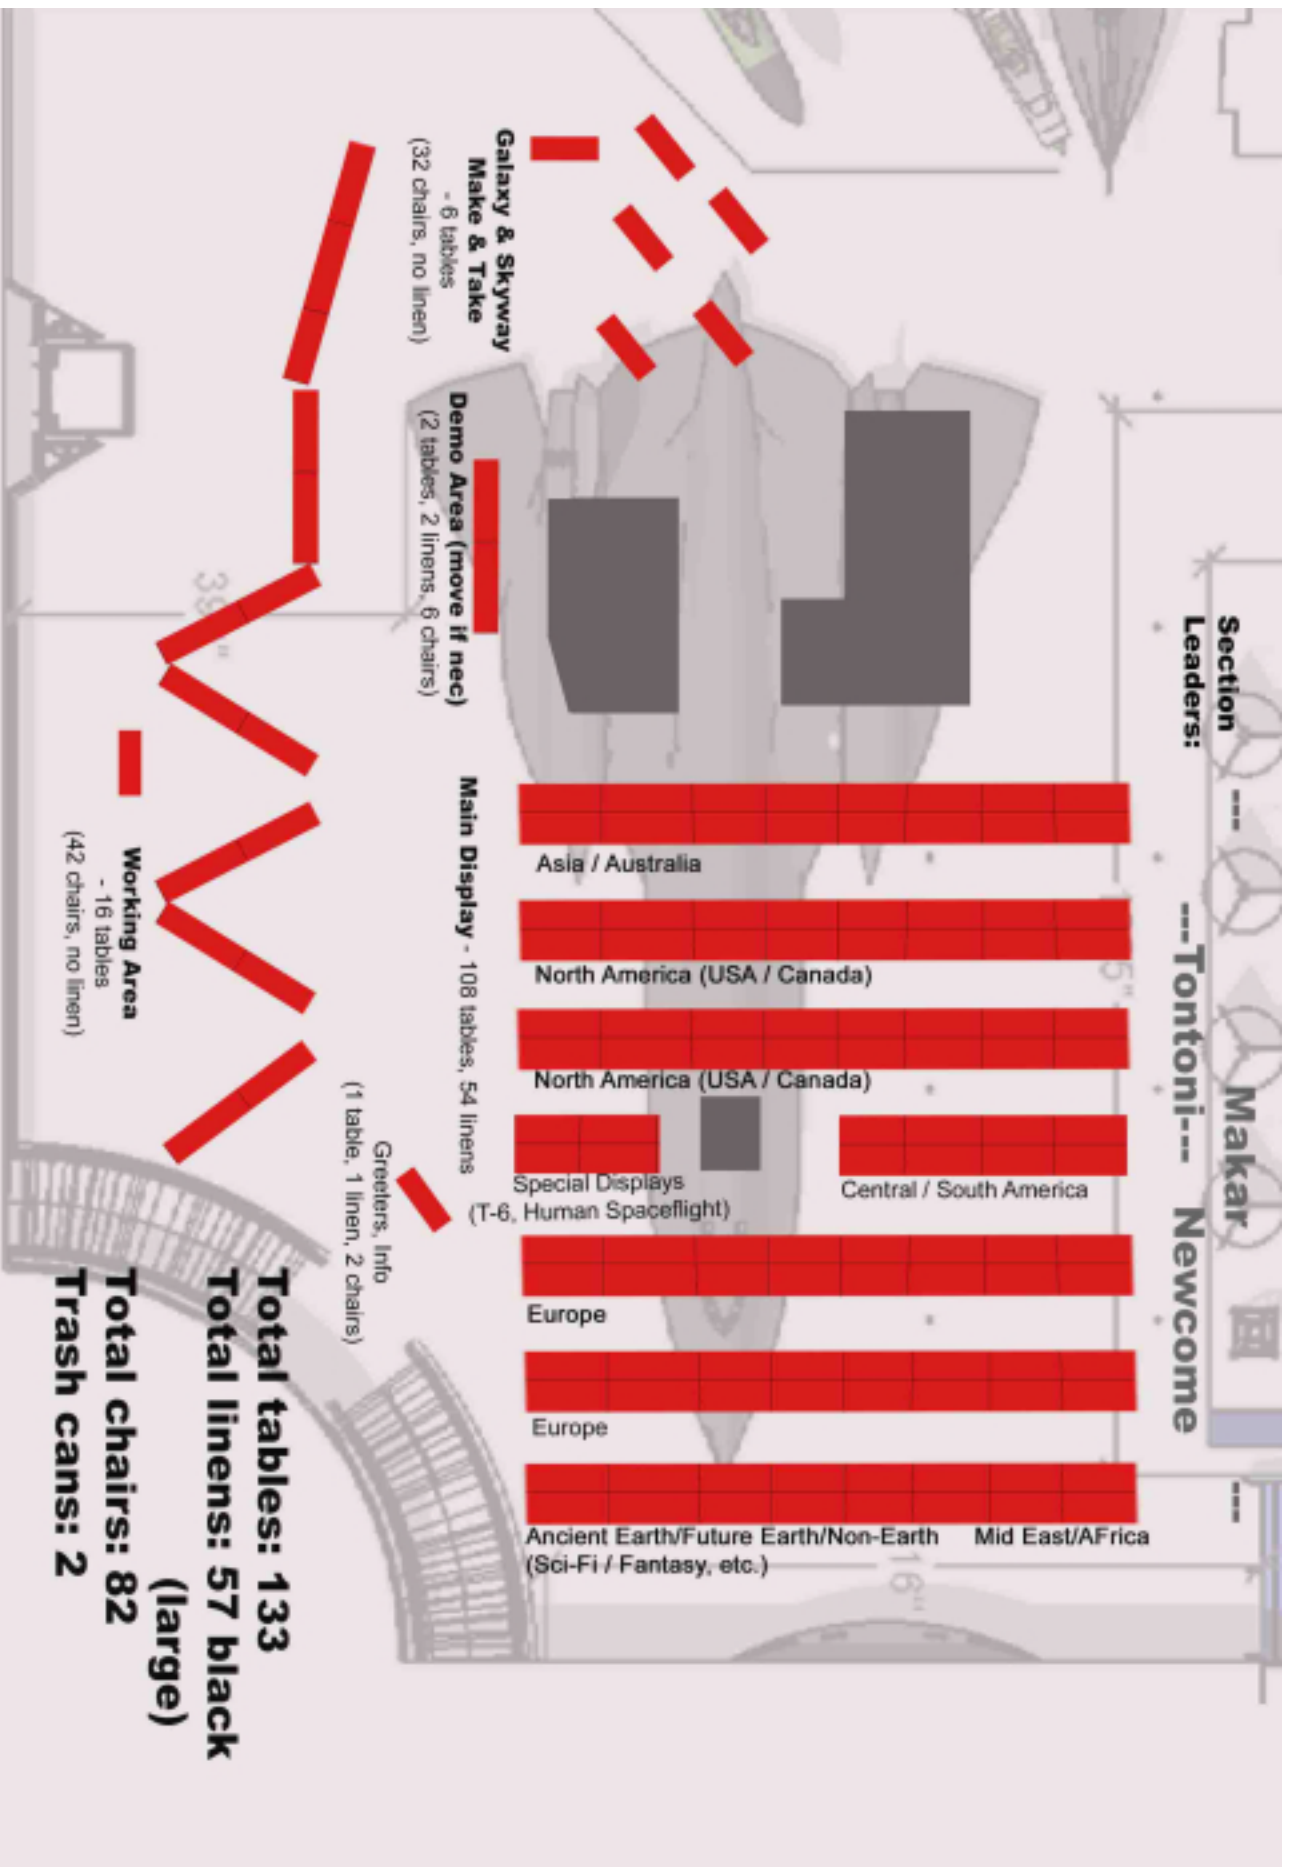 Galaxy & Skyway
Make & Take
- 6 tables
(32 chairs, no linen)
Demo Area (move if nec)
(2 tables, 2 linens, 6 chairs)
Section ---
Leaders:
Makar ---
---Tontoni--- Newcome
Main Display - 108 tables, 54 linens
Asia / Australia
North America (USA / Canada)
North America (USA / Canada)
Special Displays
(T-6, Human Spaceflight)
Central / South America
Europe
Europe
Ancient Earth/Future Earth/Non-Earth Mid East/AFrica
(Sci-Fi / Fantasy, etc.)
16"
Working Area
- 16 tables
(42 chairs, no linen)
Greeters, Info
(1 table, 1 linen, 2 chairs)
Total tables: 133
Total linens: 57 black
(large)
Total chairs: 82
Trash cans: 2